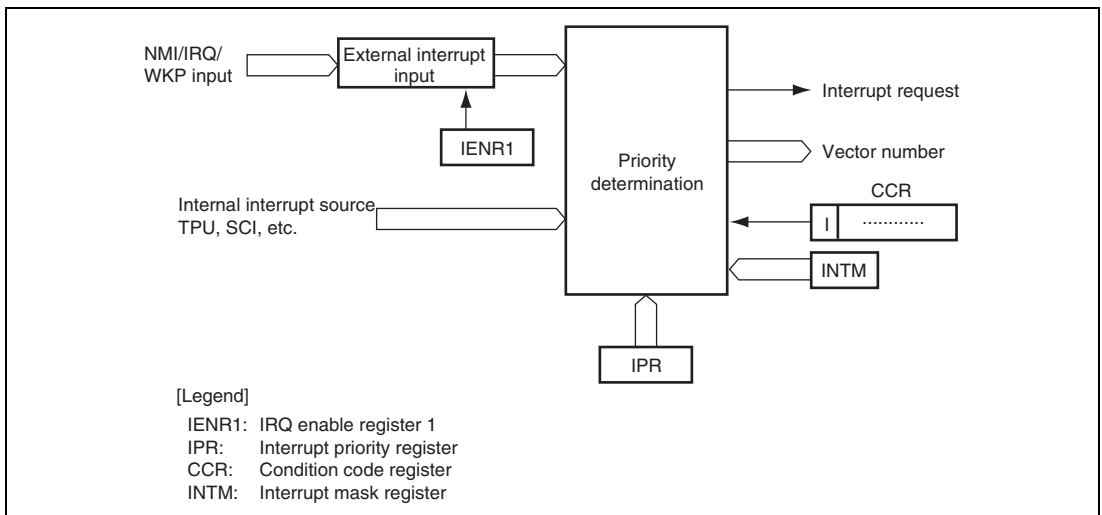 NMI/IRQ/
WKP input
External interrupt
input
IENR1
Internal interrupt source
TPU, SCI, etc.
Priority
determination
Interrupt request
Vector number
CCR
I ............
INTM
IPR
[Legend]
IENR1: IRQ enable register 1
IPR: Interrupt priority register
CCR: Condition code register
INTM: Interrupt mask register